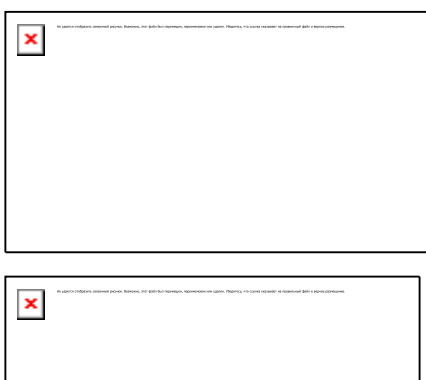 Не удается отобразить связанный рисунок. Возможно, этот файл был перемещен, переименован или удален. Убедитесь, что ссылка указывает на правильный файл и верное размещение.
Не удается отобразить связанный рисунок. Возможно, этот файл был перемещен, переименован или удален. Убедитесь, что ссылка указывает на правильный файл и верное размещение.